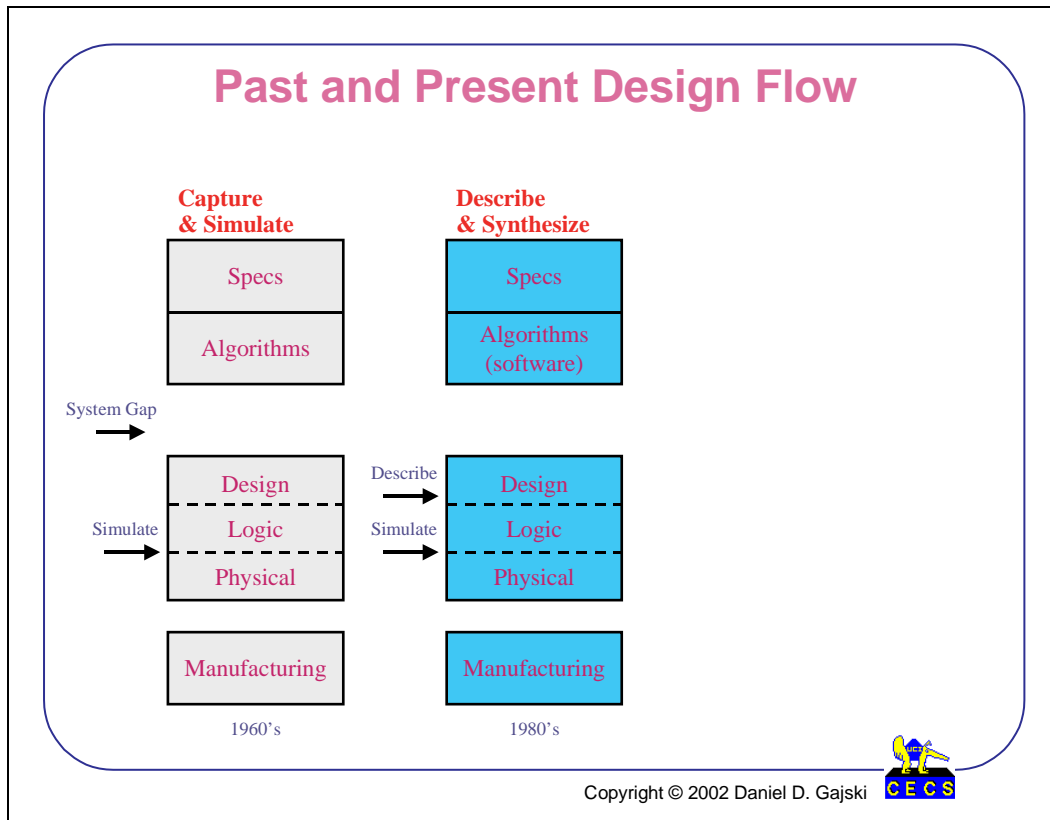 Past and Present Design Flow
Capture
& Simulate
Describe
& Synthesize
Specs
Specs
Algorithms
Algorithms
(software)
System Gap
Describe
Design
Design
Simulate
Logic
Simulate
Logic
Physical
Physical
Manufacturing
Manufacturing
1960's
1980's
UCI
CECS
Copyright © 2002 Daniel D. Gajski